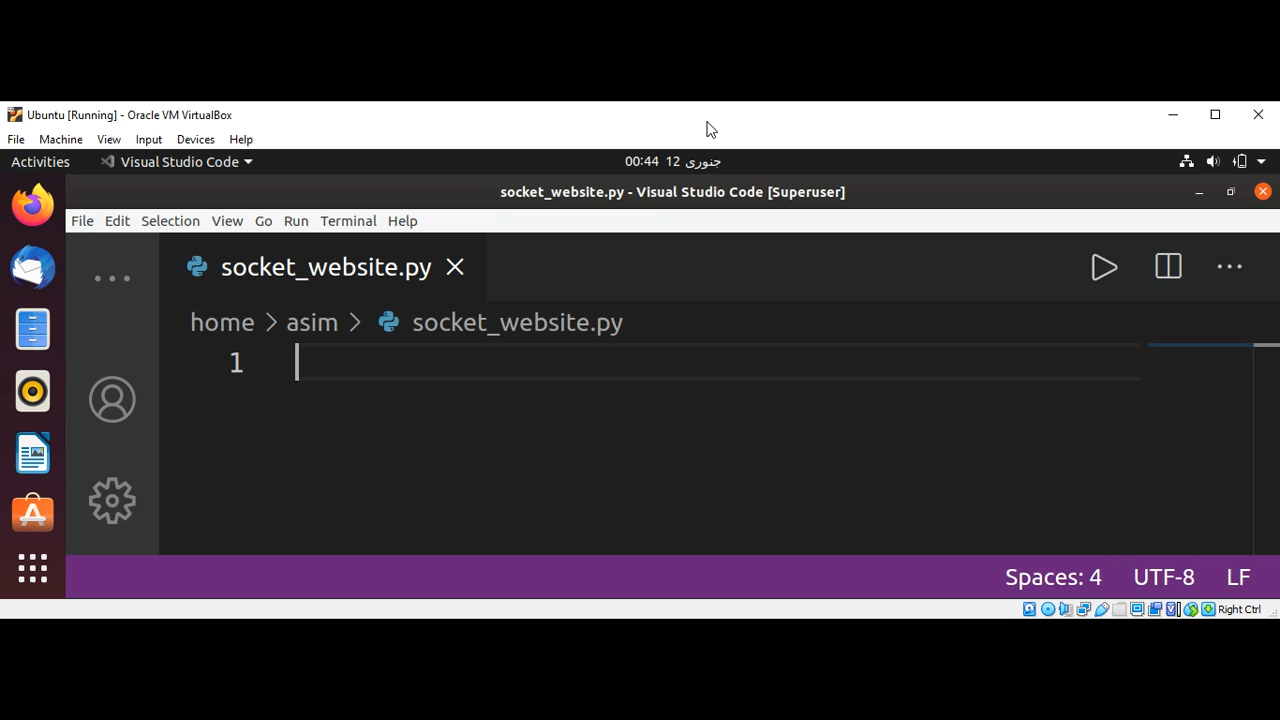 Ubuntu [Running] - Oracle VM VirtualBox
File Machine View Input Devices Help
Activities Visual Studio Code 00:44 12 جنوری
socket_website.py - Visual Studio Code [Superuser]
File Edit Selection View Go Run Terminal Help
socket_website.py
home > asim > socket_website.py
1
Spaces: 4 UTF-8 LF
Right Ctrl